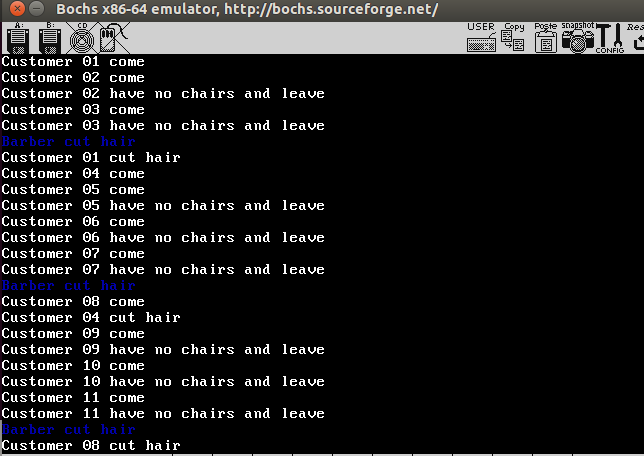 Bochs x86-64 emulator, http://bochs.sourceforge.net/
A: B: CD USER Copy Paste snapshot CONFIG Res
Customer 01 come
Customer 02 come
Customer 02 have no chairs and leave
Customer 03 come
Customer 03 have no chairs and leave
Barber cut hair
Customer 01 cut hair
Customer 04 come
Customer 05 come
Customer 05 have no chairs and leave
Customer 06 come
Customer 06 have no chairs and leave
Customer 07 come
Customer 07 have no chairs and leave
Barber cut hair
Customer 08 come
Customer 04 cut hair
Customer 09 come
Customer 09 have no chairs and leave
Customer 10 come
Customer 10 have no chairs and leave
Customer 11 come
Customer 11 have no chairs and leave
Barber cut hair
Customer 08 cut hair